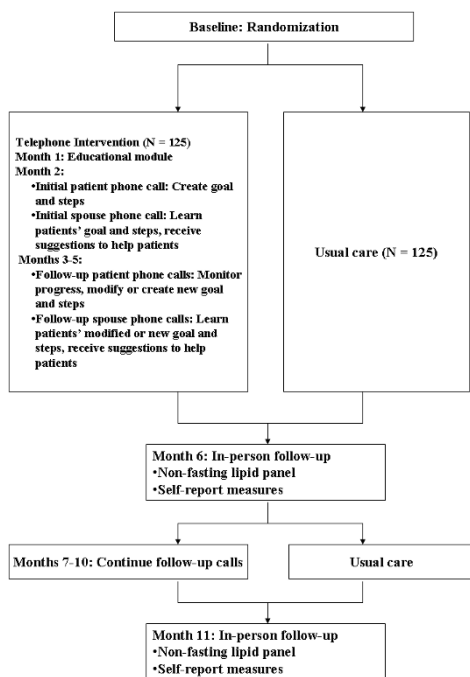 Baseline: Randomization
Telephone Intervention (N = 125)
Month 1: Educational module
Month 2:
•Initial patient phone call: Create goal
and steps
•Initial spouse phone call: Learn
patients' goal and steps, receive
suggestions to help patients
Months 3-5:
•Follow-up patient phone calls: Monitor
progress, modify or create new goal
and steps
•Follow-up spouse phone calls: Learn
patients' modified or new goal and
steps, receive suggestions to help
patients
Usual care (N = 125)
Month 6: In-person follow-up
•Non-fasting lipid panel
•Self-report measures
Months 7-10: Continue follow-up calls
Usual care
Month 11: In-person follow-up
•Non-fasting lipid panel
•Self-report measures